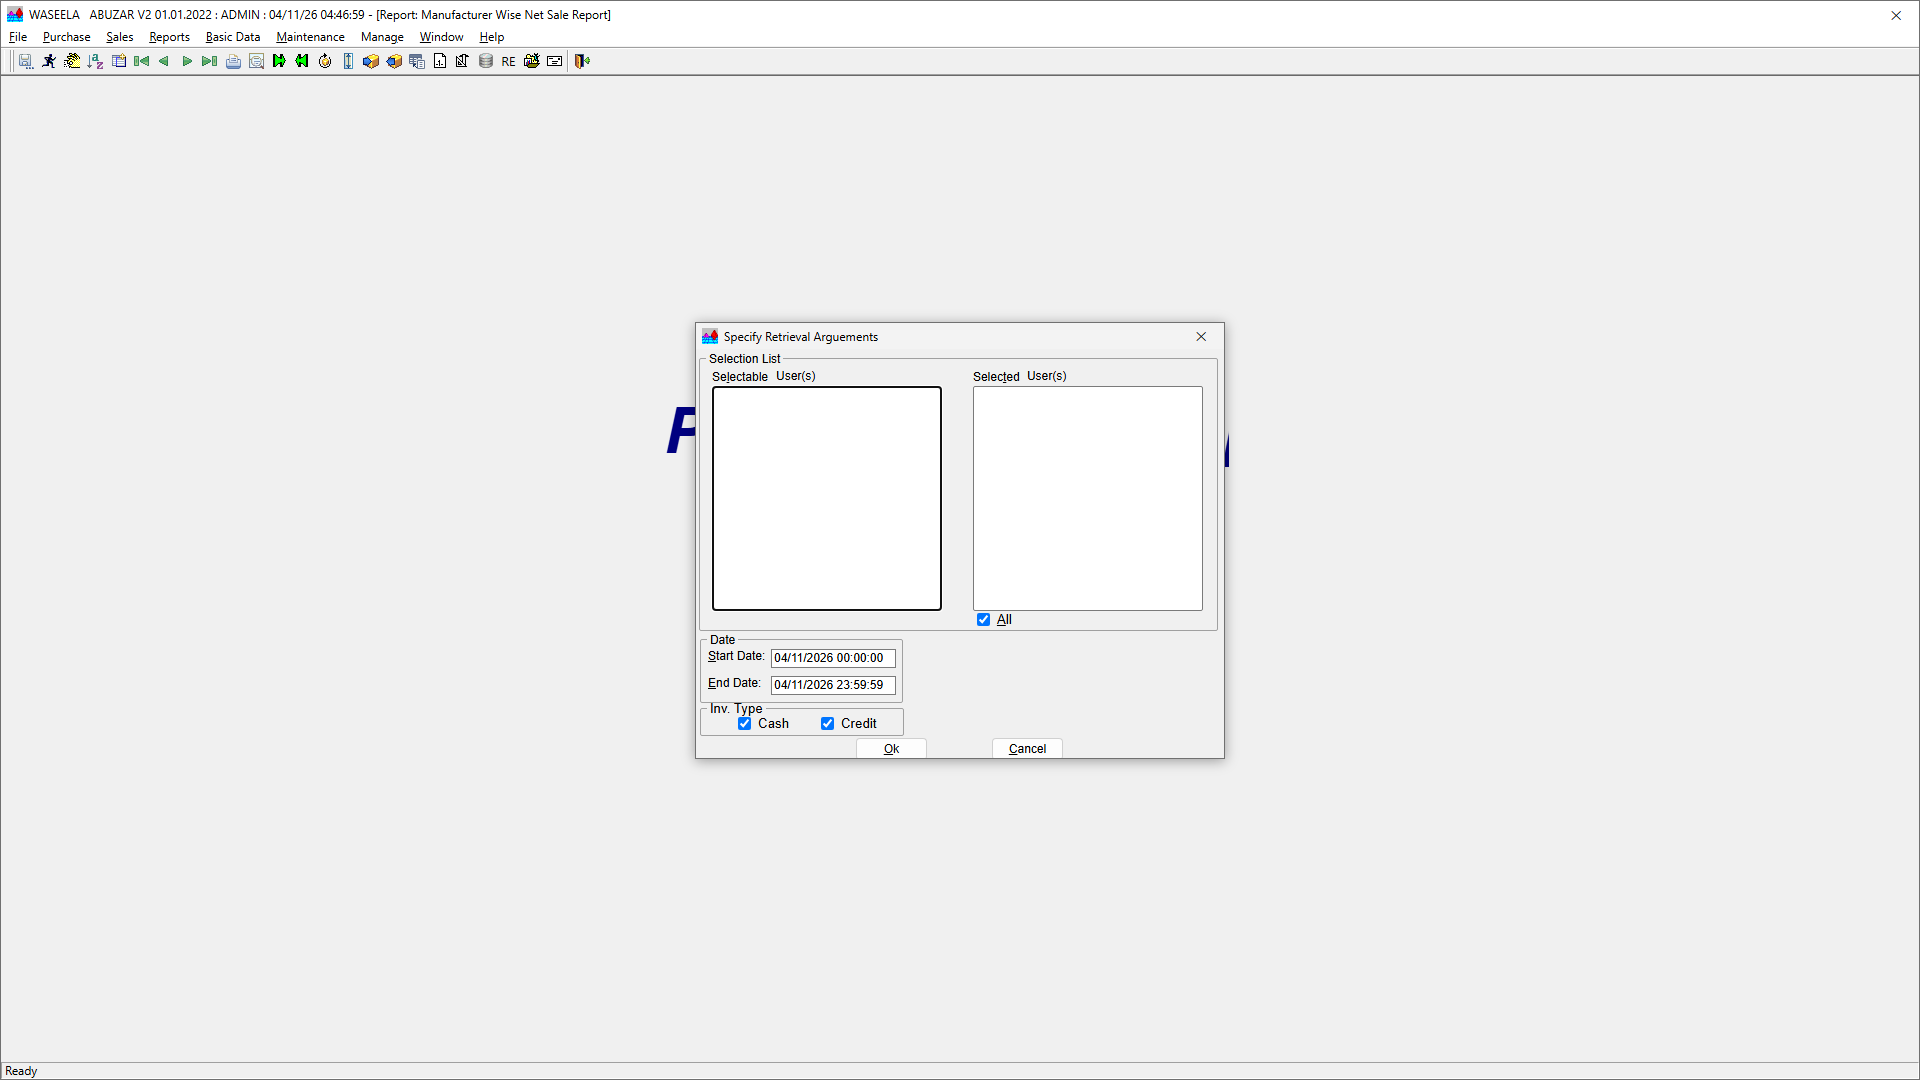 WASEELA   ABUZAR V2 01.01.2022 : ADMIN : 04/11/26 04:46:59 - [Report: Manufacturer Wise Net Sale Report]
File Purchase Sales Reports Basic Data Maintenance Manage Window Help
RE
Specify Retrieval Arguements
Selection List
Selectable User(s) Selected User(s)
All
Date
Start Date: 04/11/2026 00:00:00
End Date: 04/11/2026 23:59:59
Inv. Type
Cash Credit
Ok Cancel
Ready